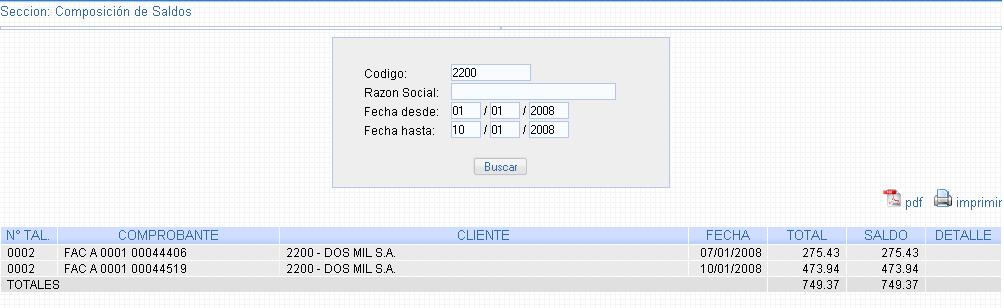 Seccion: Composición de Saldos
Codigo: 2200
Razon Social:
Fecha desde: 01 / 01 / 2008
Fecha hasta: 10 / 01 / 2008
Buscar
pdf imprimir
N° TAL. COMPROBANTE CLIENTE FECHA TOTAL SALDO DETALLE
0002 FAC A 0001 00044406 2200 - DOS MIL S.A. 07/01/2008 275.43 275.43
0002 FAC A 0001 00044519 2200 - DOS MIL S.A. 10/01/2008 473.94 473.94
TOTALES 749.37 749.37